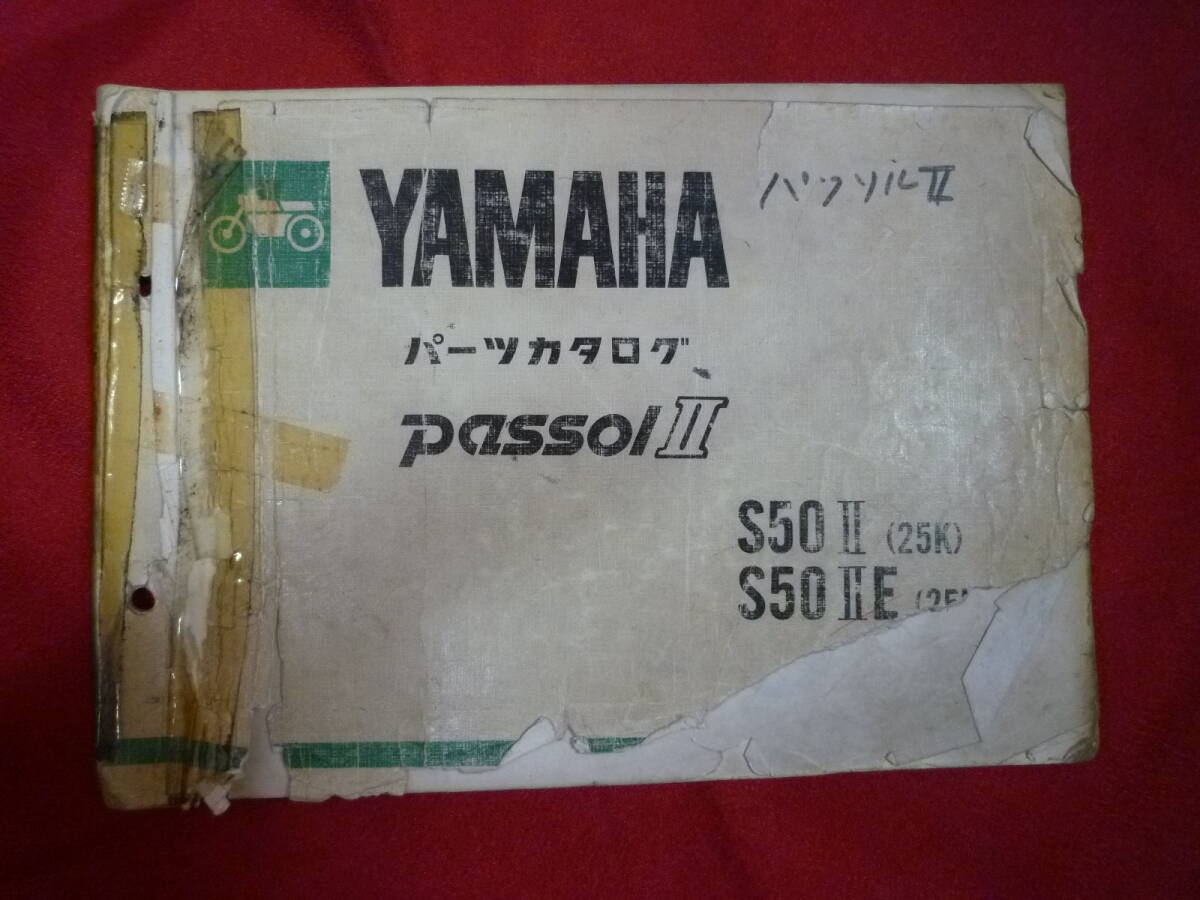 YAMAHA
パッソルII
パーツカタログ
passol II
S50 II (25K)
S50 II E